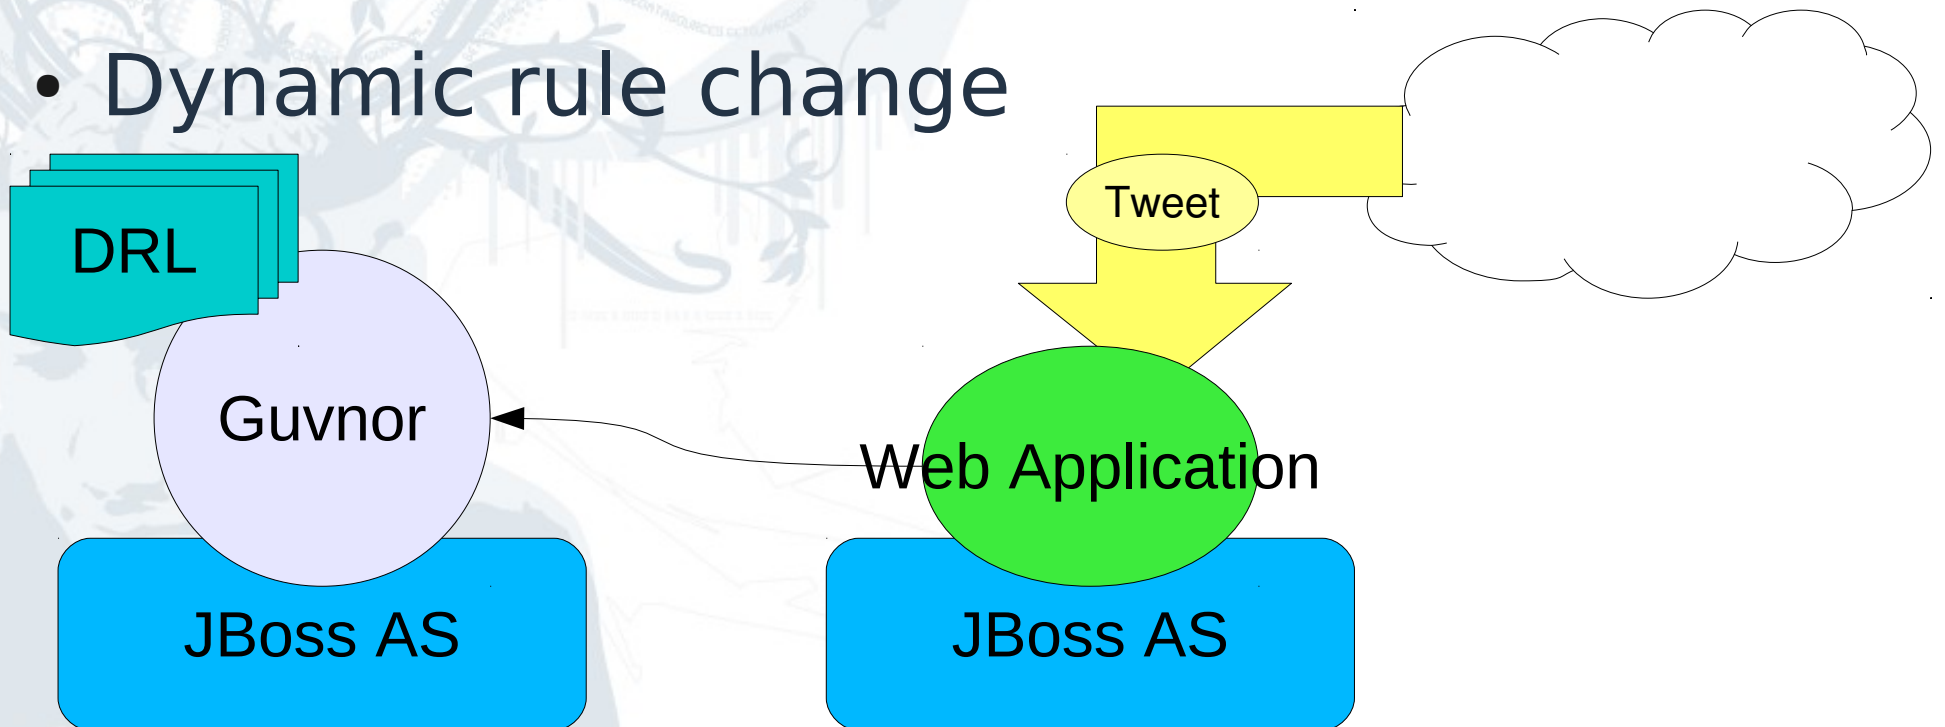 • Dynamic rule change
Tweet
DRL
Guvnor
Web Application
JBoss AS
JBoss AS